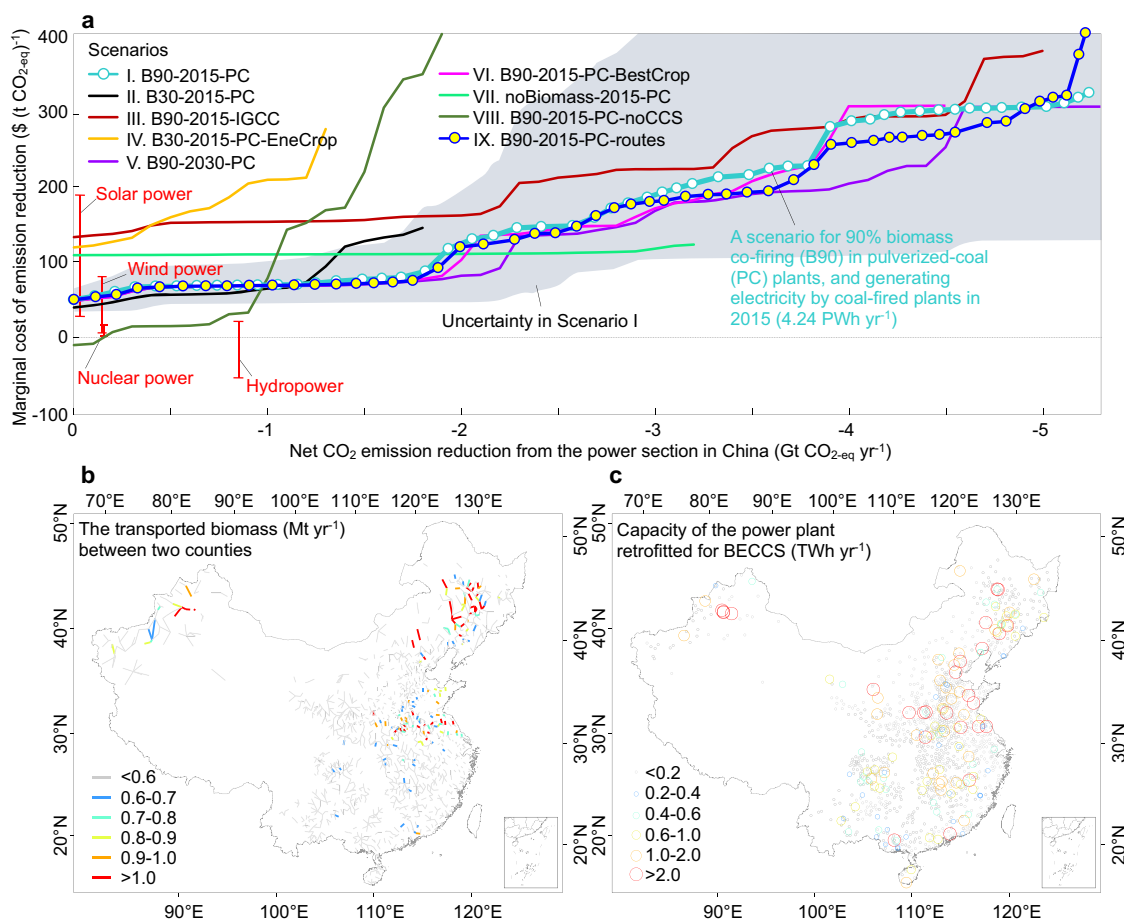 a
Marginal cost of emission reduction ($ (t CO2-eq)-1)
400
300
200
100
0
-100
Scenarios
I. B90-2015-PC
II. B30-2015-PC
III. B90-2015-IGCC
IV. B30-2015-PC-EneCrop
V. B90-2030-PC
VI. B90-2015-PC-BestCrop
VII. noBiomass-2015-PC
VIII. B90-2015-PC-noCCS
IX. B90-2015-PC-routes
Solar power
Wind power
Nuclear power
Hydropower
Uncertainty in Scenario I
A scenario for 90% biomass
co-firing (B90) in pulverized-coal
(PC) plants, and generating
electricity by coal-fired plants in
2015 (4.24 PWh yr-1)
0 -1 -2 -3 -4 -5
Net CO2 emission reduction from the power section in China (Gt CO2-eq yr-1)
b
70°E 80°E 90°E 100°E 110°E 120°E 130°E
The transported biomass (Mt yr-1)
between two counties
50°N
40°N
30°N
20°N
50°N
40°N
30°N
20°N
<0.6
0.6-0.7
0.7-0.8
0.8-0.9
0.9-1.0
>1.0
90°E 100°E 110°E 120°E
c
70°E 80°E 90°E 100°E 110°E 120°E 130°E
Capacity of the power plant
retrofitted for BECCS (TWh yr-1)
50°N
40°N
30°N
20°N
50°N
40°N
30°N
20°N
<0.2
0.2-0.4
0.4-0.6
0.6-1.0
1.0-2.0
>2.0
90°E 100°E 110°E 120°E